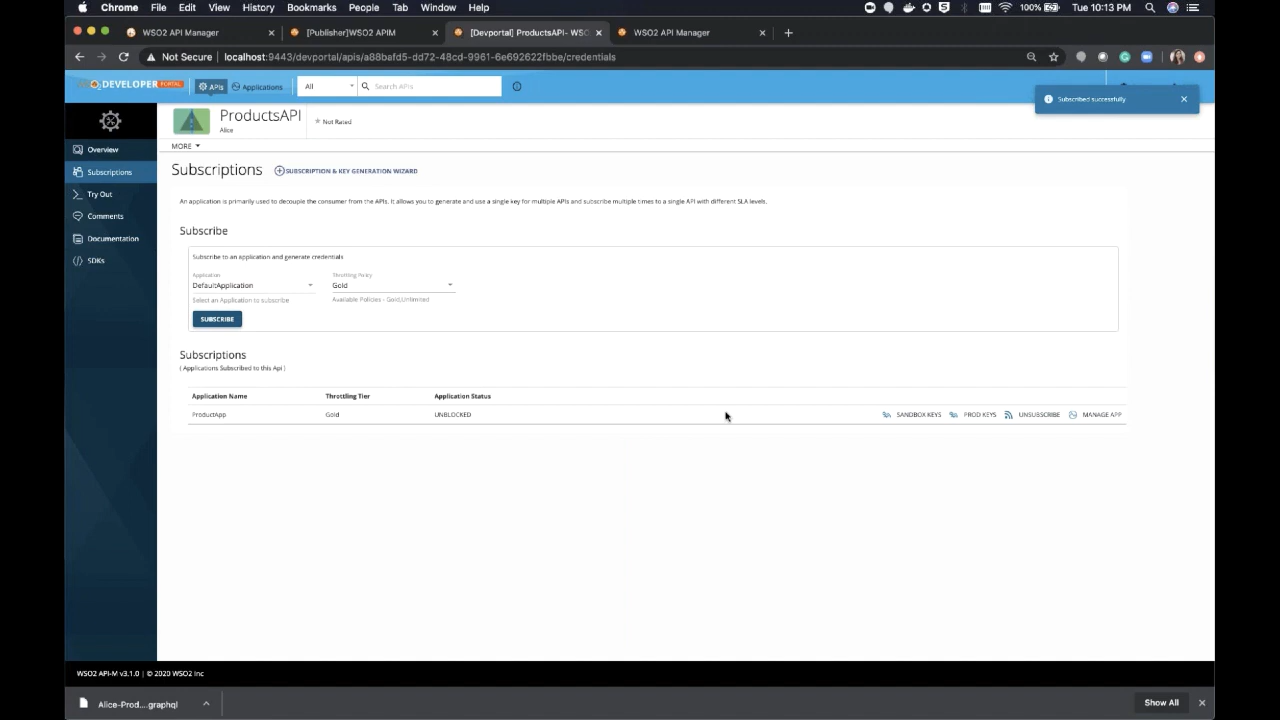 Chrome File Edit View History Bookmarks People Tab Window Help 100% Tue 10:13 PM
WSO2 API Manager [Publisher]WSO2 APIM [Devportal] ProductsAPI- WS WSO2 API Manager
Not Secure localhost:9443/devportal/apis/a88bafd5-dd72-48cd-9961-6e692622fbbe/credentials
DEVELOPER PORTAL APIs Applications All Search APIs
Subscribed successfully
ProductsAPI
Alice
Not Rated
MORE
Overview
Subscriptions
Try Out
Comments
Documentation
SDKs
Subscriptions SUBSCRIPTION & KEY GENERATION WIZARD
An application is primarily used to decouple the consumer from the APIs. It allows you to generate and use a single key for multiple APIs and subscribe multiple times to a single API with different SLA levels.
Subscribe
Subscribe to an application and generate credentials
Application Throttling Policy
DefaultApplication Gold
Select an Application to subscribe Available Policies - Gold,Unlimited
SUBSCRIBE
Subscriptions
( Applications Subscribed to this Api )
Application Name Throttling Tier Application Status
ProductApp Gold UNBLOCKED SANDBOX KEYS PROD KEYS UNSUBSCRIBE MANAGE APP
WSO2 API-M v3.1.0 | © 2020 WSO2 Inc
Alice-Prod....graphql Show All